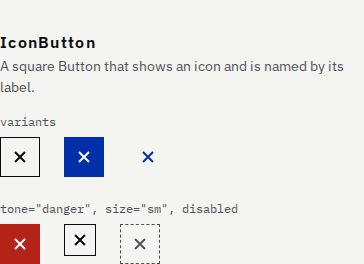 IconButton
A square Button that shows an icon and is named by its
label.
variants
tone="danger", size="sm", disabled